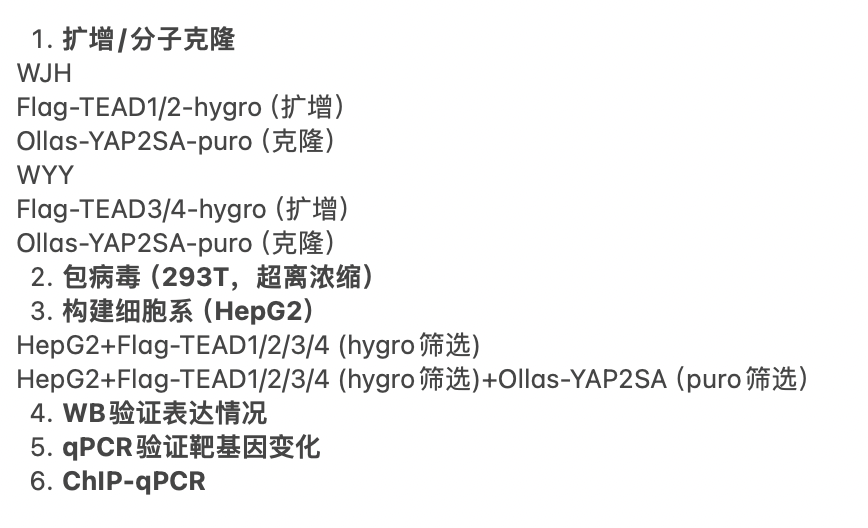 1. 扩增/分子克隆
WJH
Flag-TEAD1/2-hygro（扩增）
Ollas-YAP2SA-puro（克隆）
WYY
Flag-TEAD3/4-hygro（扩增）
Ollas-YAP2SA-puro（克隆）
2. 包病毒（293T，超离浓缩）
3. 构建细胞系（HepG2）
HepG2+Flag-TEAD1/2/3/4 (hygro筛选)
HepG2+Flag-TEAD1/2/3/4 (hygro筛选)+Ollas-YAP2SA（puro筛选）
4. WB验证表达情况
5. qPCR验证靶基因变化
6. ChIP-qPCR